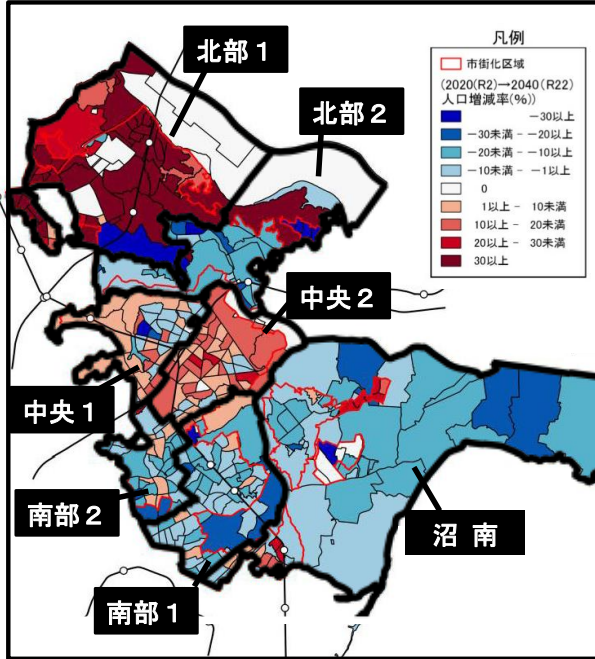 北部１
北部２
中央２
中央１
南部２
南部１
沼 南
凡例
市街化区域
(2020(R2)→2040(R22)
人口増減率(%))
－30以上
－30未満 － －20以上
－20未満 － －10以上
－10未満 － －1以上
0
1以上 － 10未満
10以上 － 20未満
20以上 － 30未満
30以上